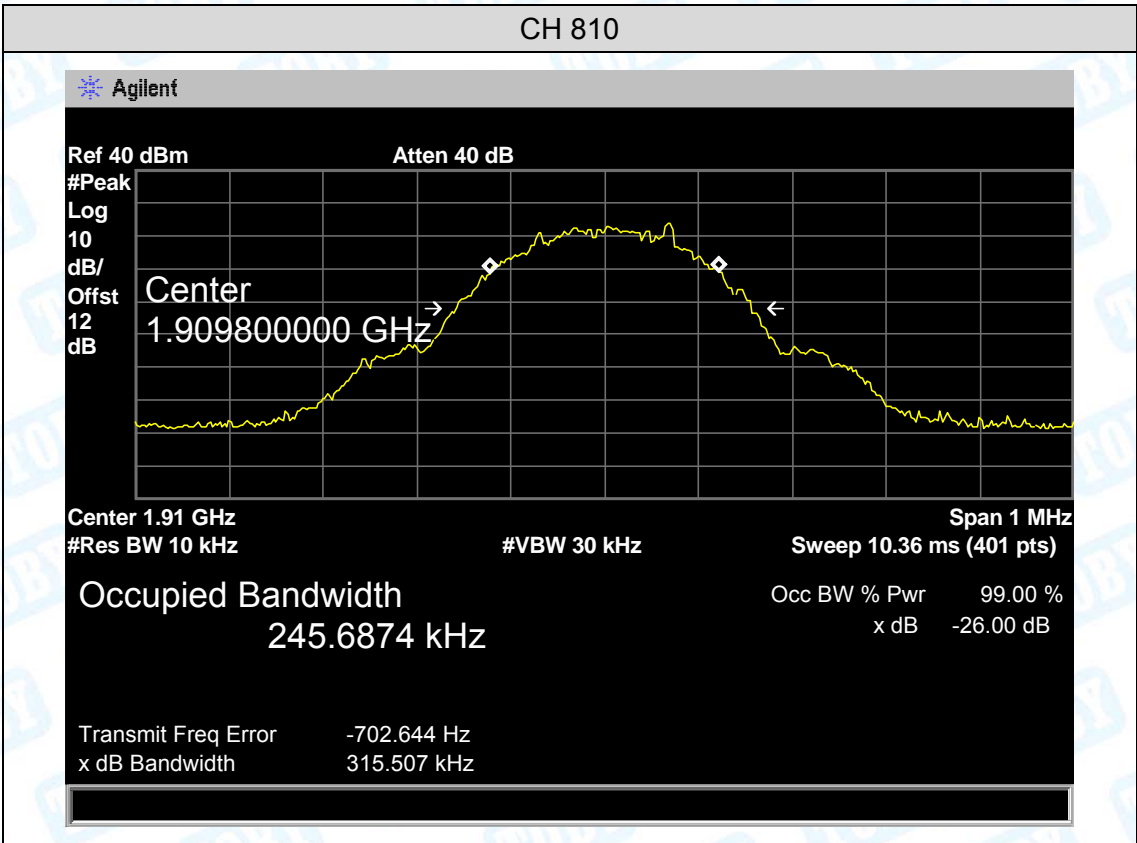 CH 810
Agilent
Ref 40 dBm Atten 40 dB
#Peak
Log
10
dB/
Offst
12
dB
Center
1.909800000 GHz
Center 1.91 GHz Span 1 MHz
#Res BW 10 kHz #VBW 30 kHz Sweep 10.36 ms (401 pts)
Occupied Bandwidth
245.6874 kHz
Occ BW % Pwr 99.00 %
x dB -26.00 dB
Transmit Freq Error -702.644 Hz
x dB Bandwidth 315.507 kHz
TOBY